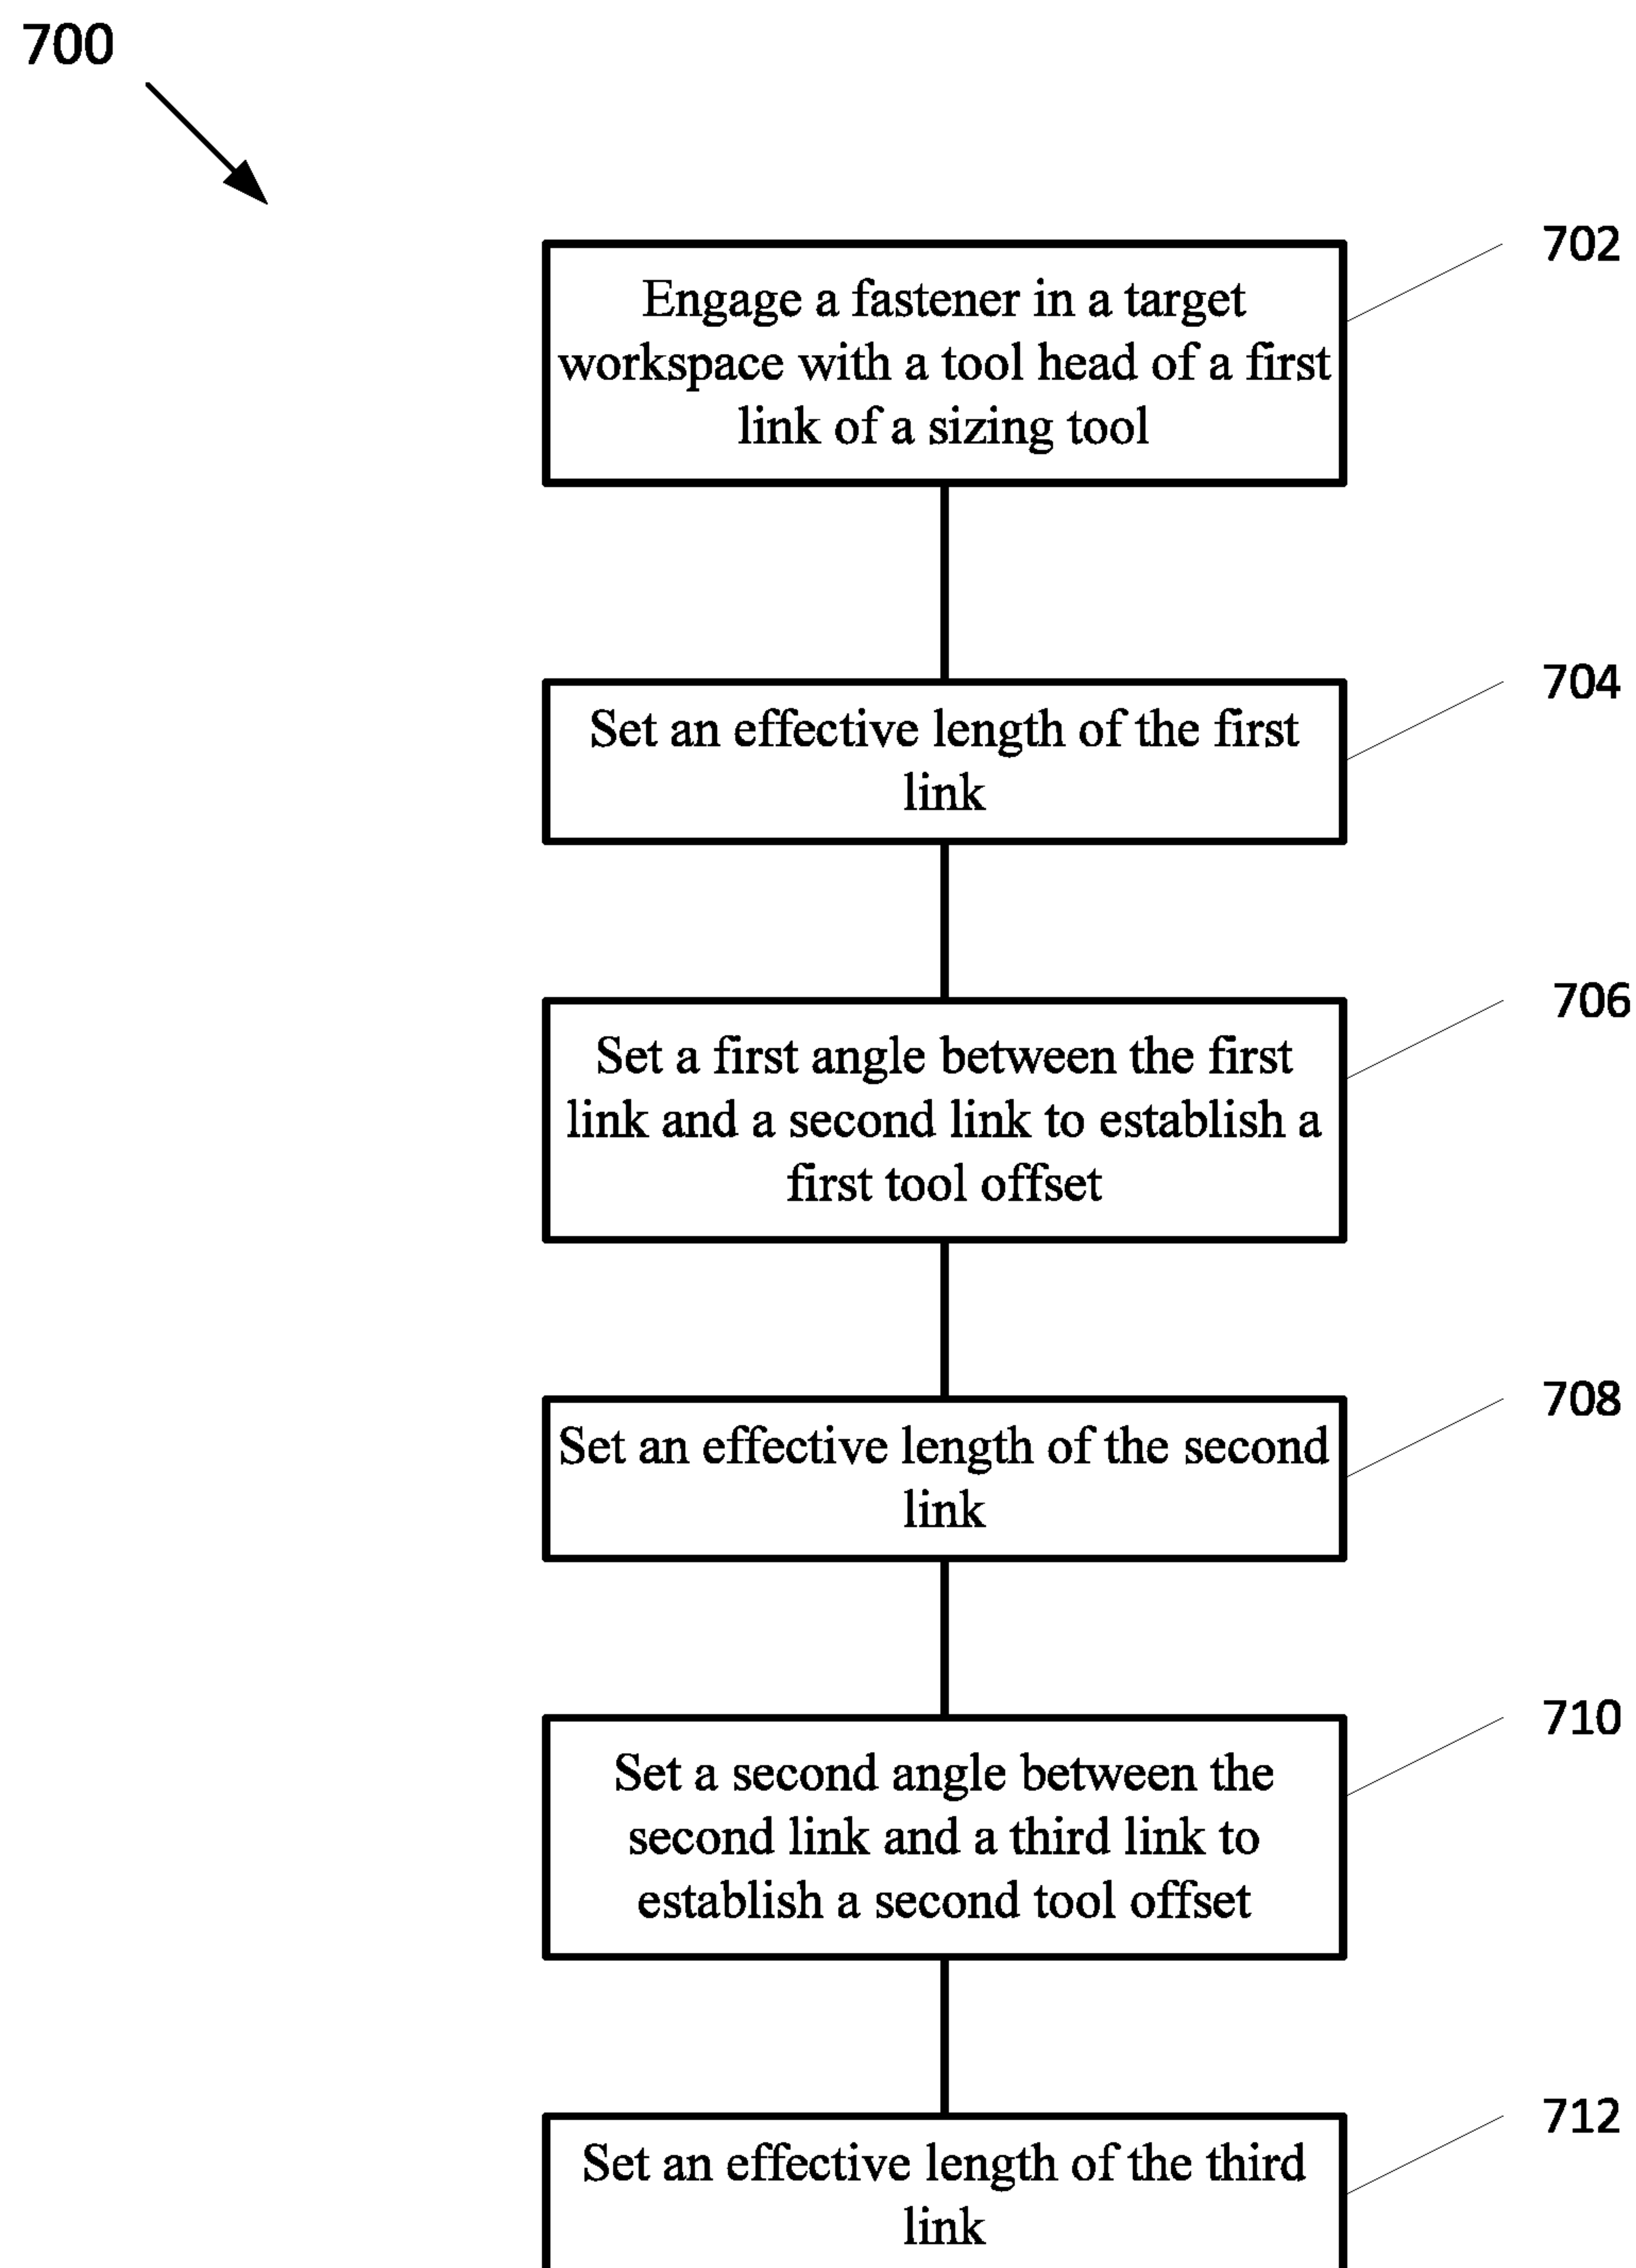 700
702
Engage a fastener in a target
workspace with a tool head of a first
link of a sizing tool
704
Set an effective length of the first
link
706
Set a first angle between the first
link and a second link to establish a
first tool offset
708
Set an effective length of the second
link
710
Set a second angle between the
second link and a third link to
establish a second tool offset
712
Set an effective length of the third
link